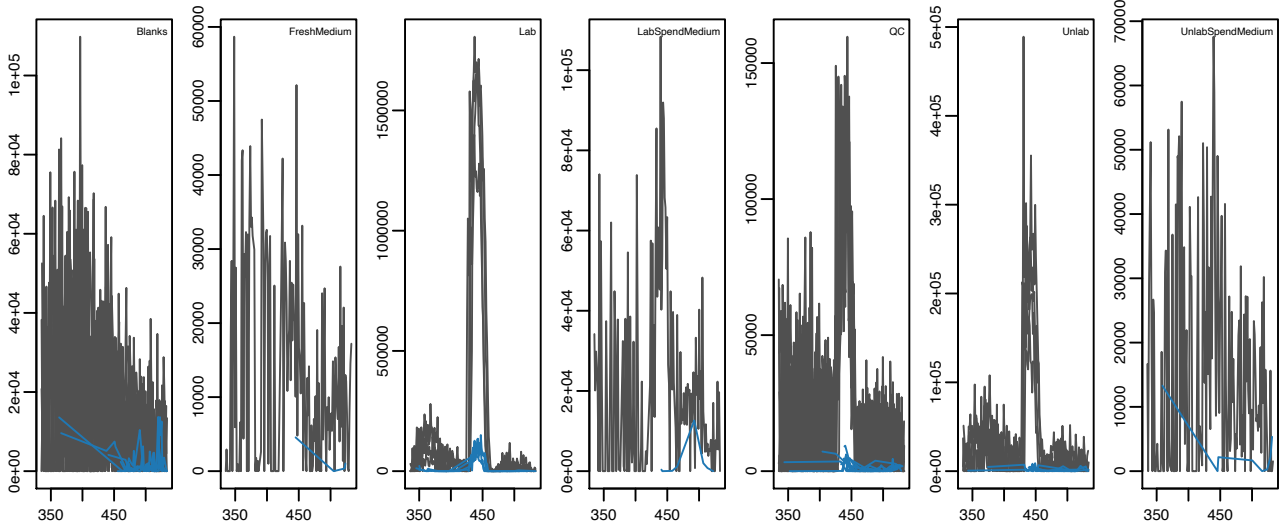 Blanks
0e+00 2e+04 4e+04 6e+04 8e+04 1e+05
350 450
FreshMedium
0 10000 20000 30000 40000 50000 60000
350 450
Lab
0 500000 1000000 1500000
350 450
LabSpendMedium
0e+00 2e+04 4e+04 6e+04 8e+04 1e+05
350 450
QC
0 50000 100000 150000
350 450
Unlab
0e+00 1e+05 2e+05 3e+05 4e+05 5e+05
350 450
UnlabSpendMedium
0 10000 20000 30000 40000 50000 60000 70000
350 450